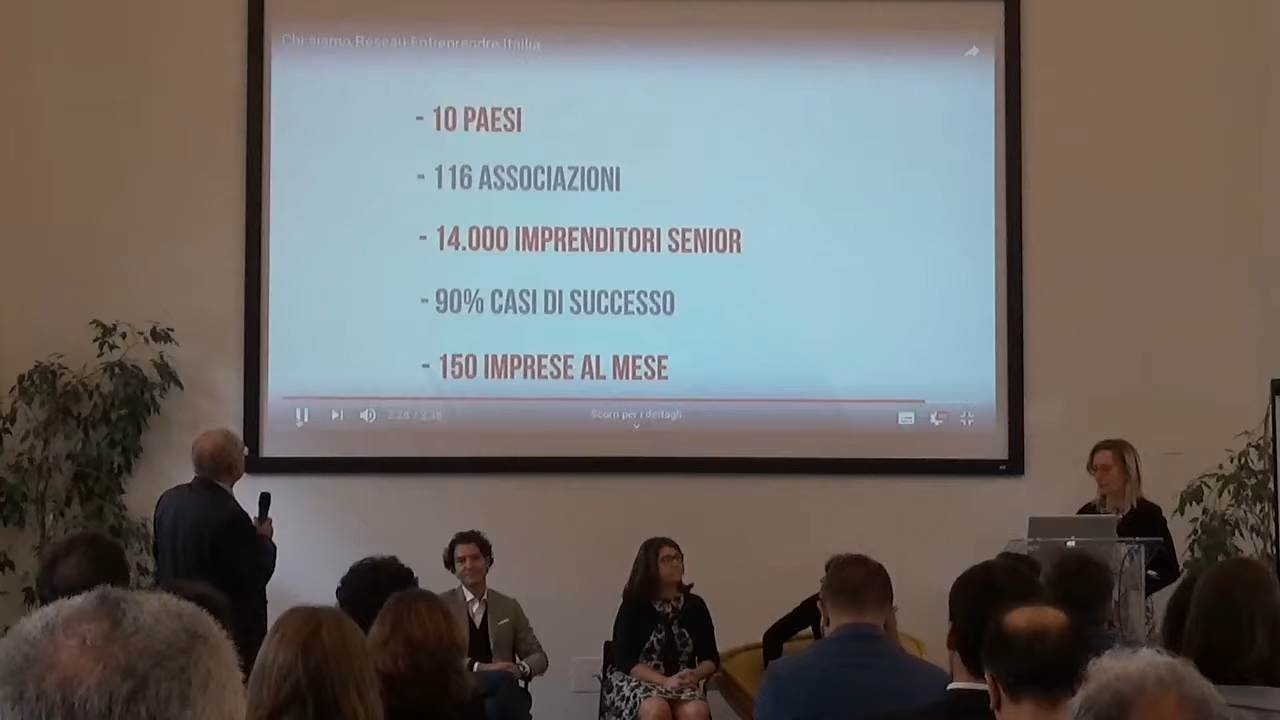 Chi siamo Reseau Entreprendre Italia
- 10 PAESI
- 116 ASSOCIAZIONI
- 14.000 IMPRENDITORI SENIOR
- 90% CASI DI SUCCESSO
- 150 IMPRESE AL MESE
Scorri per i dettagli